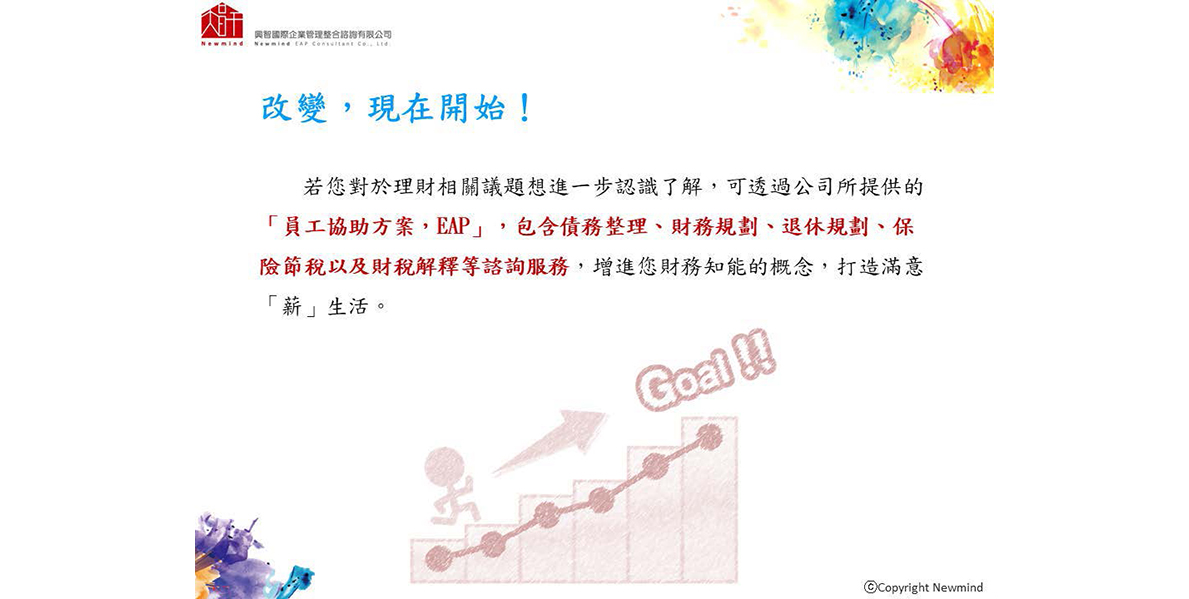 Newmind
興智國際企業管理整合諮詢有限公司
Newmind EAP Consultant Co., Ltd.
改變，現在開始！
若您對於理財相關議題想進一步認識了解，可透過公司所提供的
「員工協助方案，EAP」，包含債務整理、財務規劃、退休規劃、保
險節稅以及財稅解釋等諮詢服務，增進您財務知能的概念，打造滿意
「薪」生活。
Goal !!
©Copyright Newmind